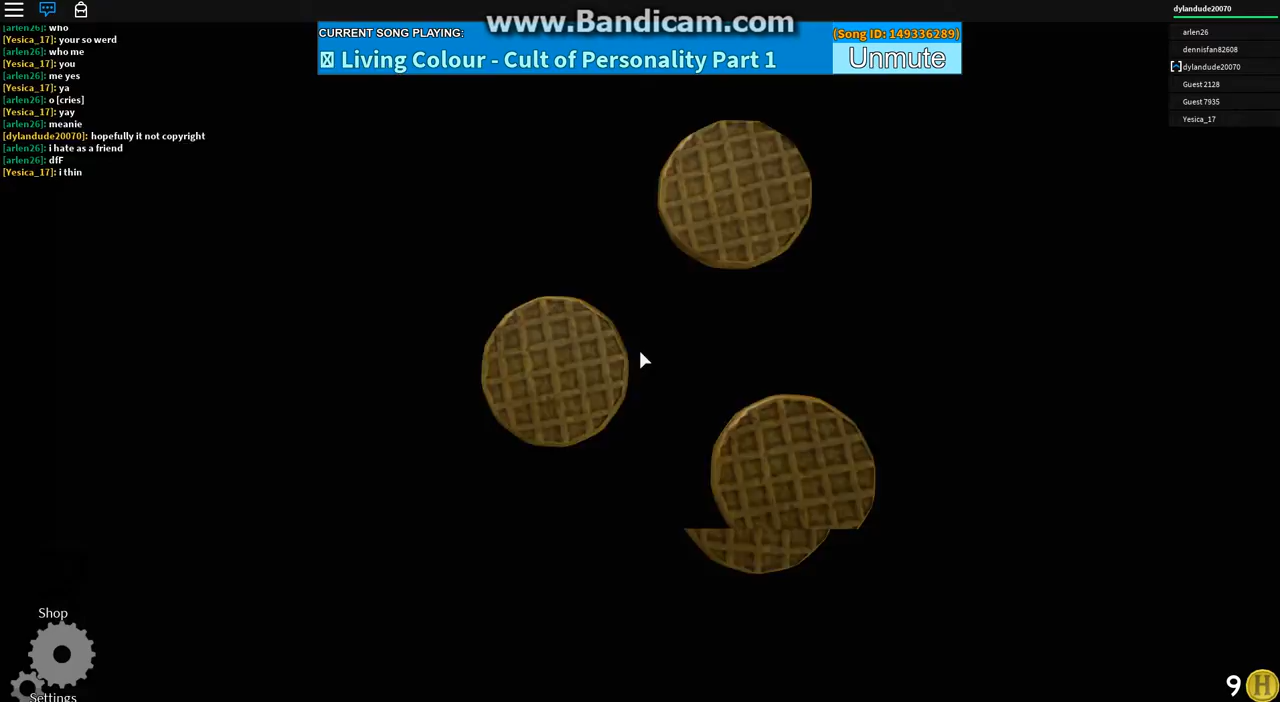 www.Bandicam.com
dylandude20070
arlen26
dennisfan82608
dylandude20070
Guest 2128
Guest 7935
Yesica_17
[arlen26]: who
[Yesica_17]: your so werd
[arlen26]: who me
[Yesica_17]: you
[arlen26]: me yes
[Yesica_17]: ya
[arlen26]: o [cries]
[Yesica_17]: yay
[arlen26]: meanie
[dylandude20070]: hopefully it not copyright
[arlen26]: i hate as a friend
[arlen26]: dfF
[Yesica_17]: i thin
CURRENT SONG PLAYING:
Living Colour - Cult of Personality Part 1
(Song ID: 149336289)
Unmute
Shop
Settings
9 H